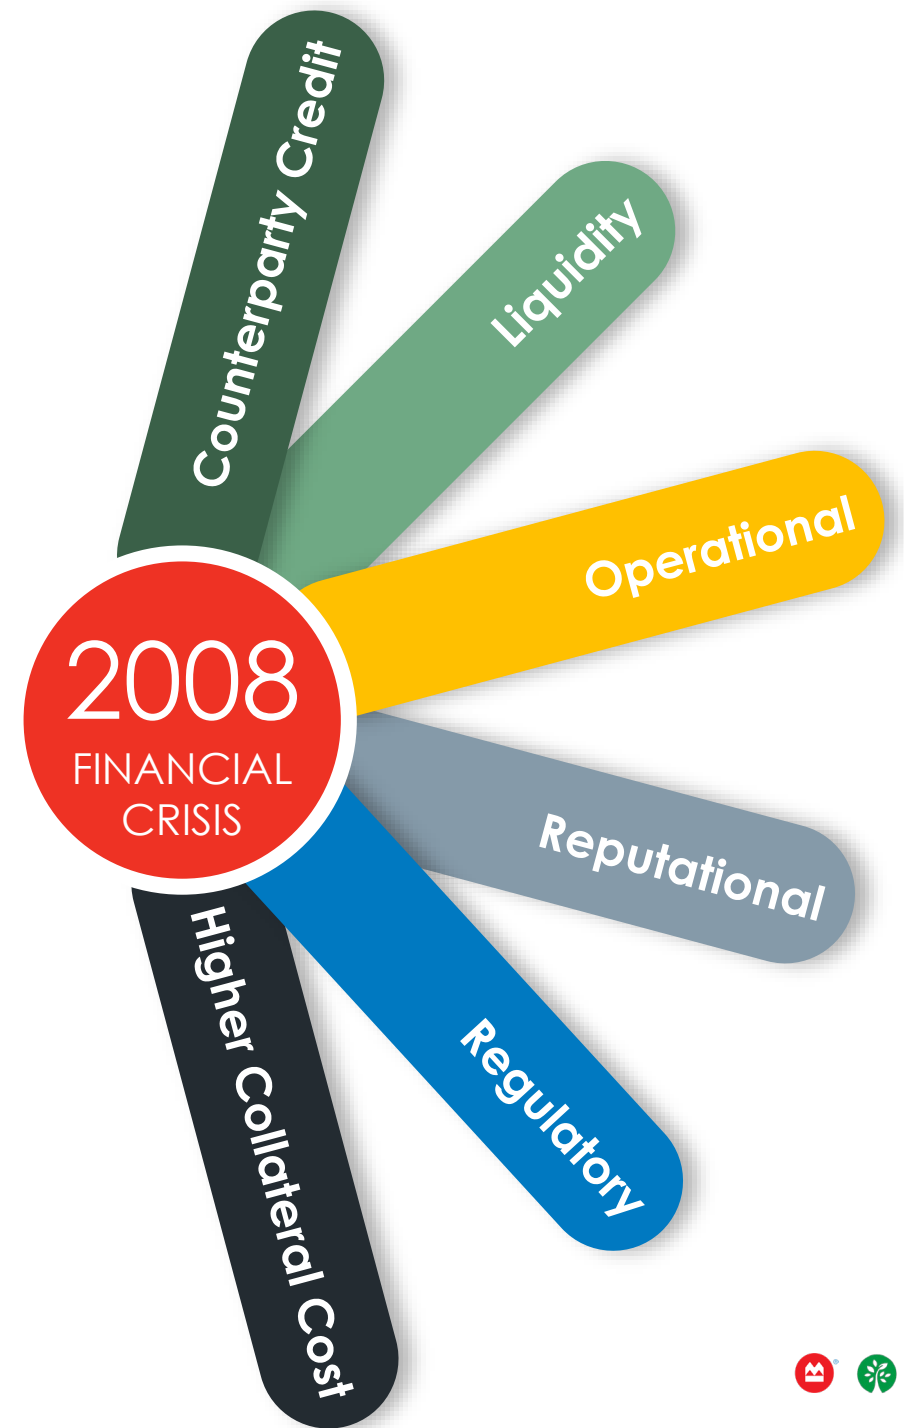 Counterparty Credit
Liquidity
Operational
2008
FINANCIAL
CRISIS
Reputational
Regulatory
Higher Collateral Cost